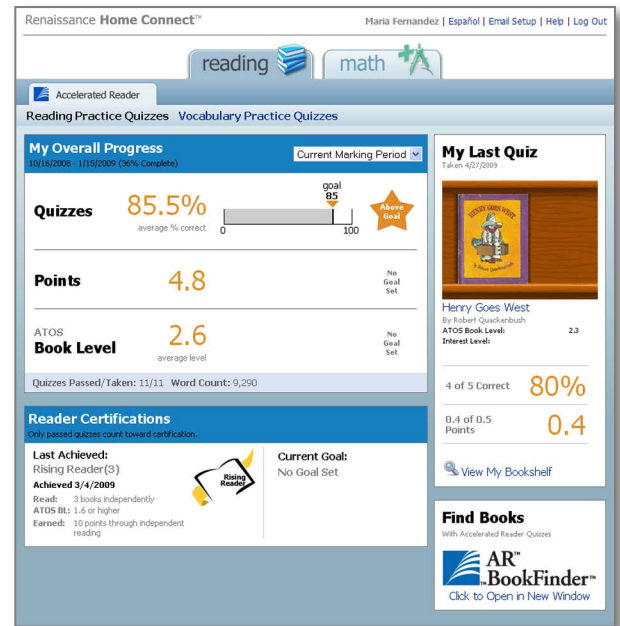 Renaissance Home Connect™
Maria Fernandez | Español | Email Setup | Help | Log Out
reading
math
Accelerated Reader
Reading Practice Quizzes Vocabulary Practice Quizzes
My Overall Progress
10/16/2008 - 1/15/2009 (36% Complete)
Current Marking Period
Quizzes
85.5%
average % correct
goal
85
0
100
Above
Goal
Points
4.8
No
Goal
Set
ATOS
Book Level
2.6
average level
No
Goal
Set
Quizzes Passed/Taken: 11/11 Word Count: 9,290
Reader Certifications
Only passed quizzes count toward certification.
Last Achieved:
Rising Reader(3)
Achieved 3/4/2009
Read: 3 books independently
ATOS BL: 1.6 or higher
Earned: 10 points through independent
reading
Rising
Reader
Current Goal:
No Goal Set
My Last Quiz
Taken 4/27/2009
HENRY GOES WEST
Henry Goes West
By Robert Quackenbush
ATOS Book Level: 2.3
Interest Level:
4 of 5 Correct 80%
0.4 of 0.5
Points
0.4
View My Bookshelf
Find Books
With Accelerated Reader Quizzes
AR™
BookFinder™
Click to Open in New Window